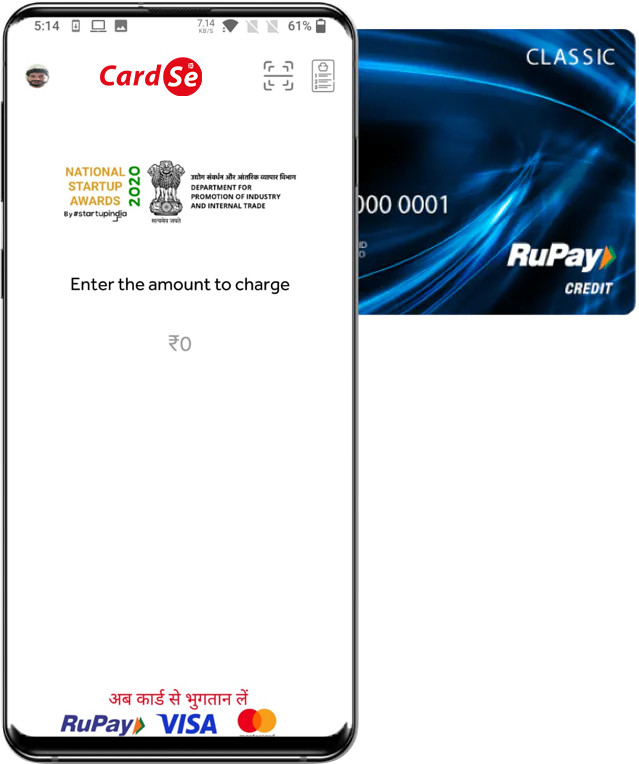 5:14
7.14
KB/S
61%
CardSe
ID
CLASSIC
NATIONAL
STARTUP
AWARDS
2020
By #startupindia
उद्योग संवर्धन और आंतरिक व्यापार विभाग
DEPARTMENT FOR
PROMOTION OF INDUSTRY
AND INTERNAL TRADE
सत्यमेव जयते
000 0001
RuPay
CREDIT
Enter the amount to charge
₹0
अब कार्ड से भुगतान लें
RuPay
VISA
mastercard